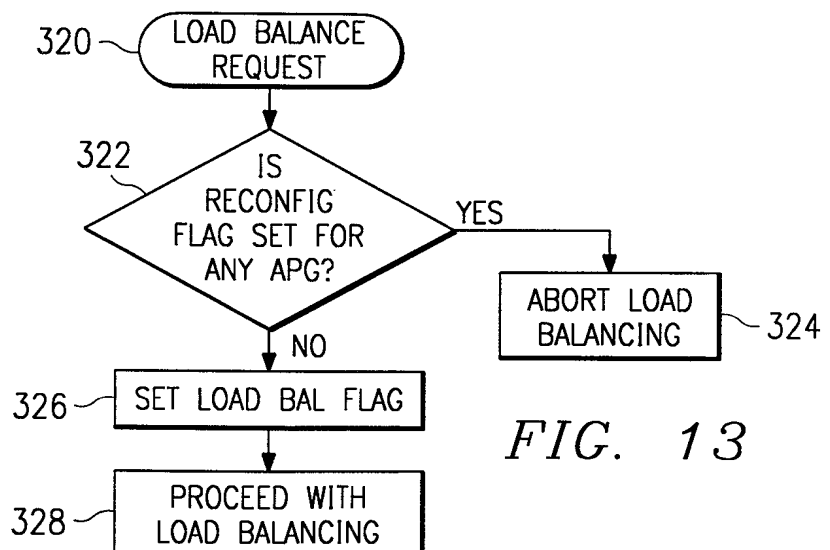 320
LOAD BALANCE
REQUEST
322
IS
RECONFIG
FLAG SET FOR
ANY APG?
YES
ABORT LOAD
BALANCING
324
NO
326
SET LOAD BAL FLAG
FIG. 13
328
PROCEED WITH
LOAD BALANCING